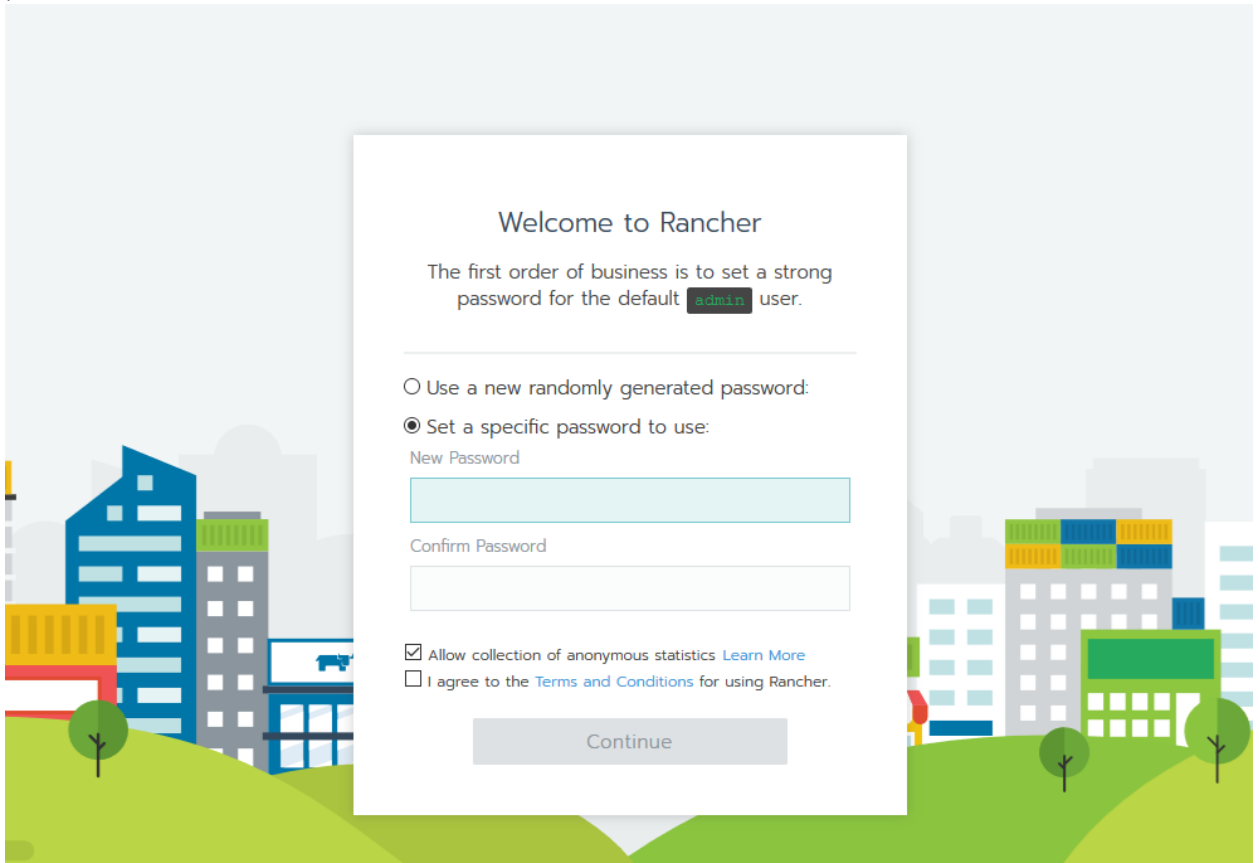 Welcome to Rancher
The first order of business is to set a strong
password for the default admin user.
Use a new randomly generated password:
Set a specific password to use:
New Password
Confirm Password
Allow collection of anonymous statistics Learn More
I agree to the Terms and Conditions for using Rancher.
Continue